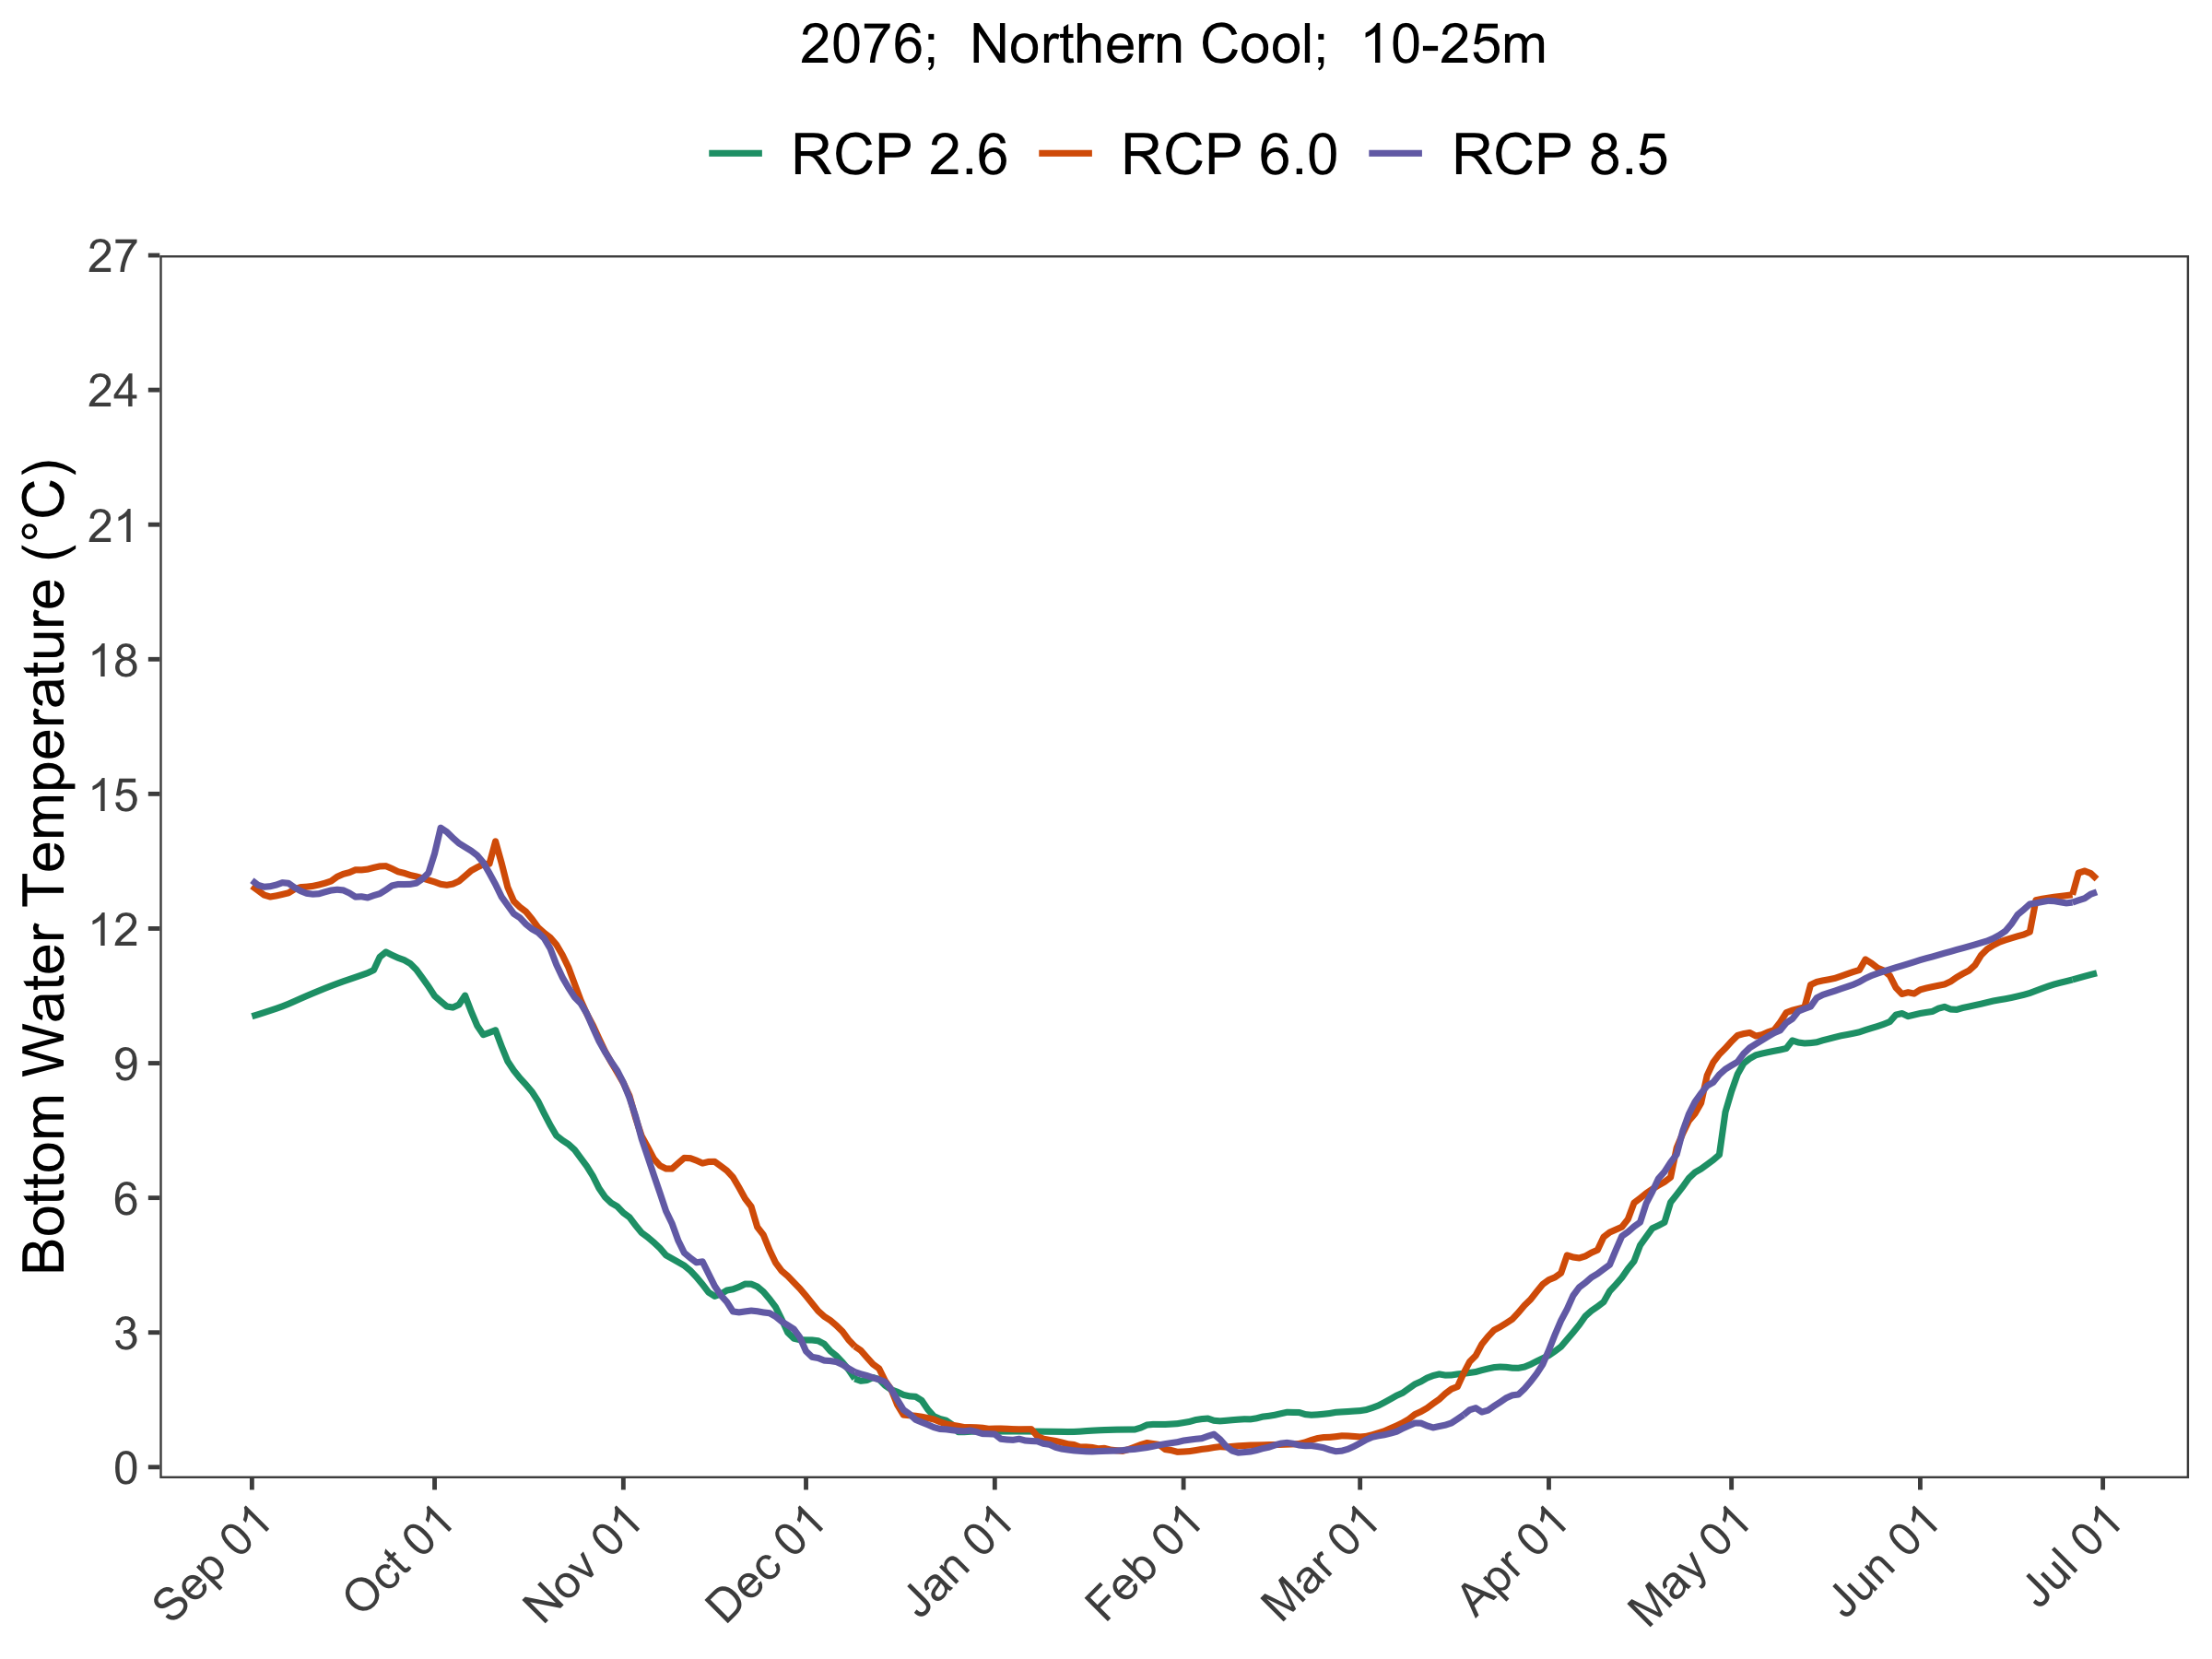 2076;  Northern Cool;  10-25m
RCP 2.6 RCP 6.0 RCP 8.5
Bottom Water Temperature (°C)
27
24
21
18
15
12
9
6
3
0
Sep 01 Oct 01 Nov 01 Dec 01 Jan 01 Feb 01 Mar 01 Apr 01 May 01 Jun 01 Jul 01